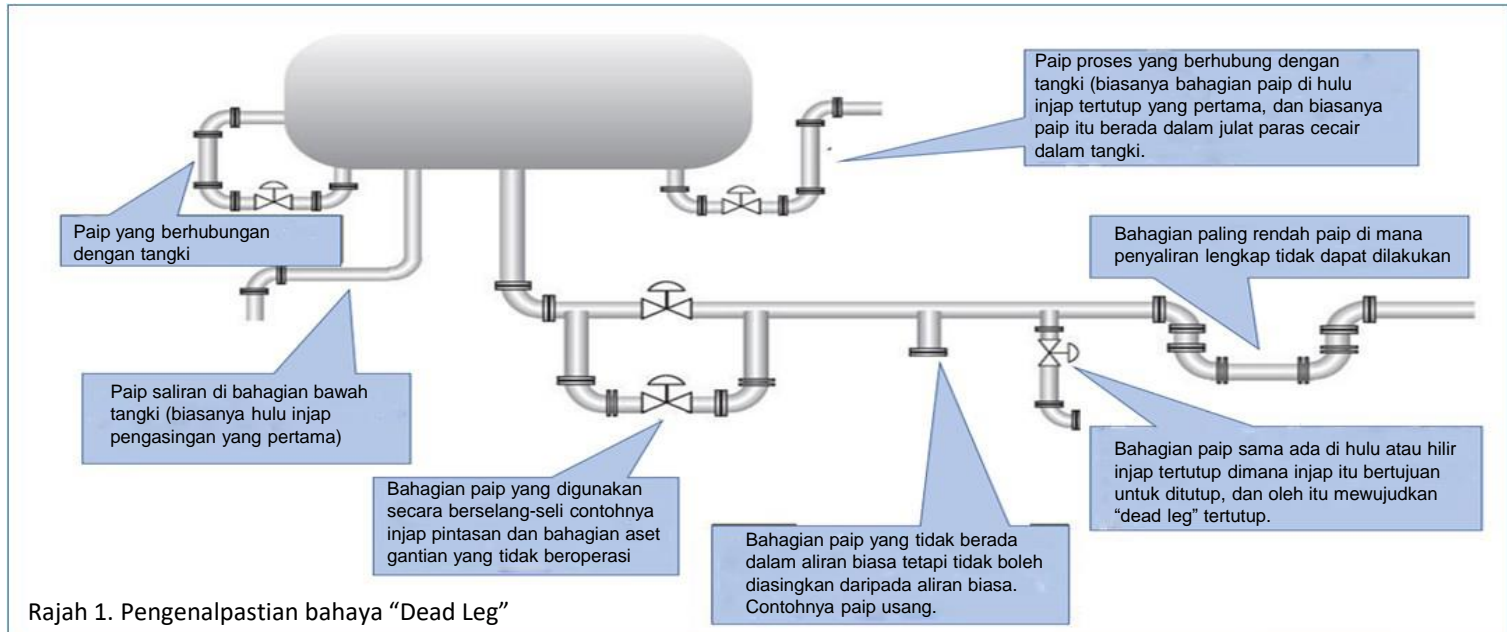 Paip proses yang berhubung dengan
tangki (biasanya bahagian paip di hulu
injap tertutup yang pertama, dan biasanya
paip itu berada dalam julat paras cecair
dalam tangki.
Paip yang berhubungan
dengan tangki
Bahagian paling rendah paip di mana
penyaliran lengkap tidak dapat dilakukan
Paip saliran di bahagian bawah
tangki (biasanya hulu injap
pengasingan yang pertama)
Bahagian paip yang digunakan
secara berselang-seli contohnya
injap pintasan dan bahagian aset
gantian yang tidak beroperasi
Bahagian paip yang tidak berada
dalam aliran biasa tetapi tidak boleh
diasingkan daripada aliran biasa.
Contohnya paip usang.
Bahagian paip sama ada di hulu atau hilir
injap tertutup dimana injap itu bertujuan
untuk ditutup, dan oleh itu mewujudkan
“dead leg” tertutup.
Rajah 1. Pengenalpastian bahaya “Dead Leg”